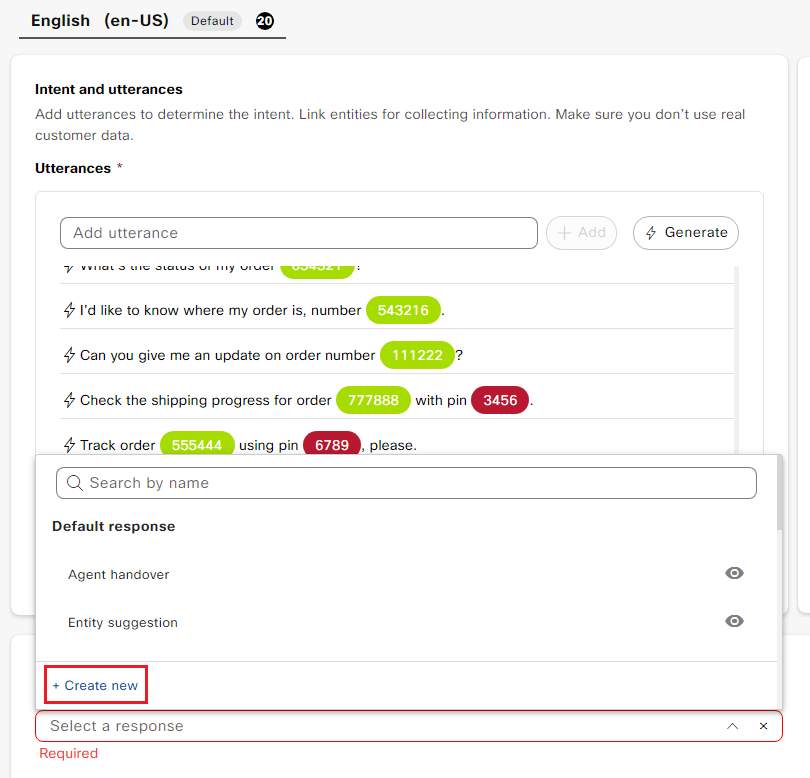 English (en-US) Default 20
Intent and utterances
Add utterances to determine the intent. Link entities for collecting information. Make sure you don't use real
customer data.
Utterances *
Add utterance
+ Add
Generate
What's the status of my order 654321 ?
I'd like to know where my order is, number 543216 .
Can you give me an update on order number 111222 ?
Check the shipping progress for order 777888 with pin 3456 .
Track order 555444 using pin 6789 , please.
Search by name
Default response
Agent handover
Entity suggestion
+ Create new
Select a response
Required